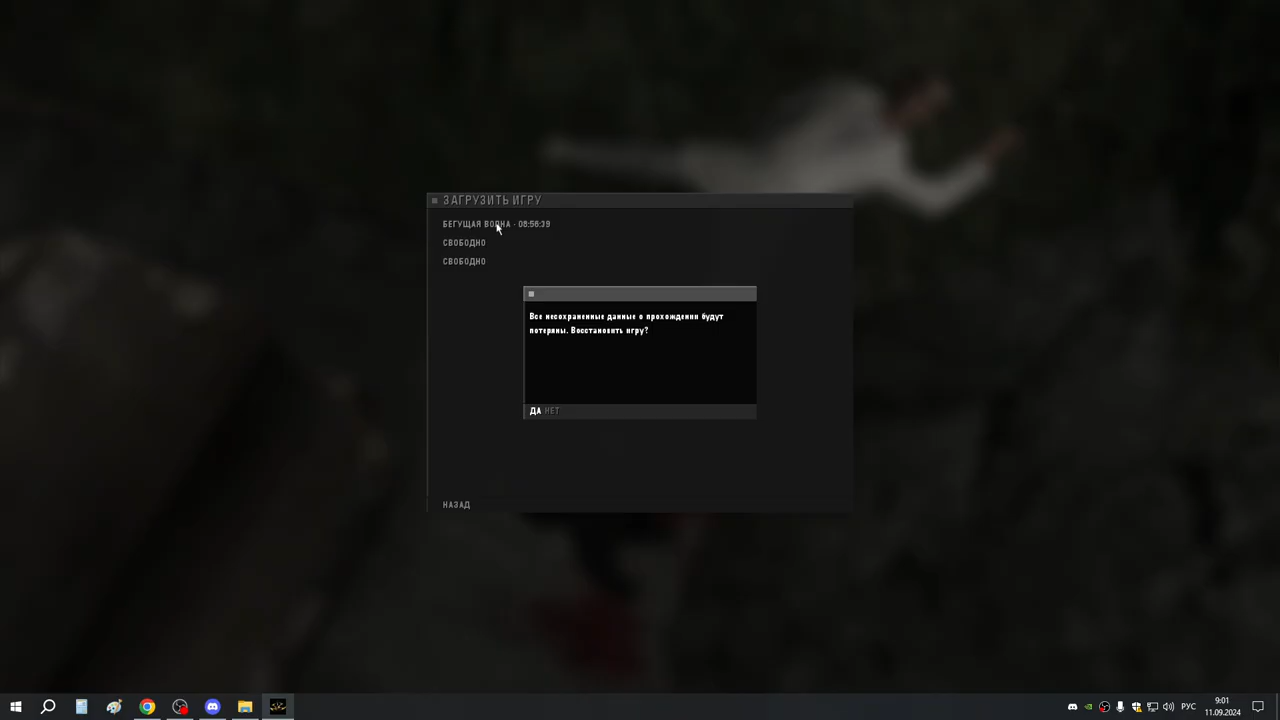 ЗАГРУЗИТЬ ИГРУ
БЕГУЩАЯ ВОЙНА - 08:56:39
СВОБОДНО
СВОБОДНО
Все несохраненные данные о прохождении будут
потеряны. Восстановить игру?
ДА НЕТ
НАЗАД
РУС
9:01
11.09.2024